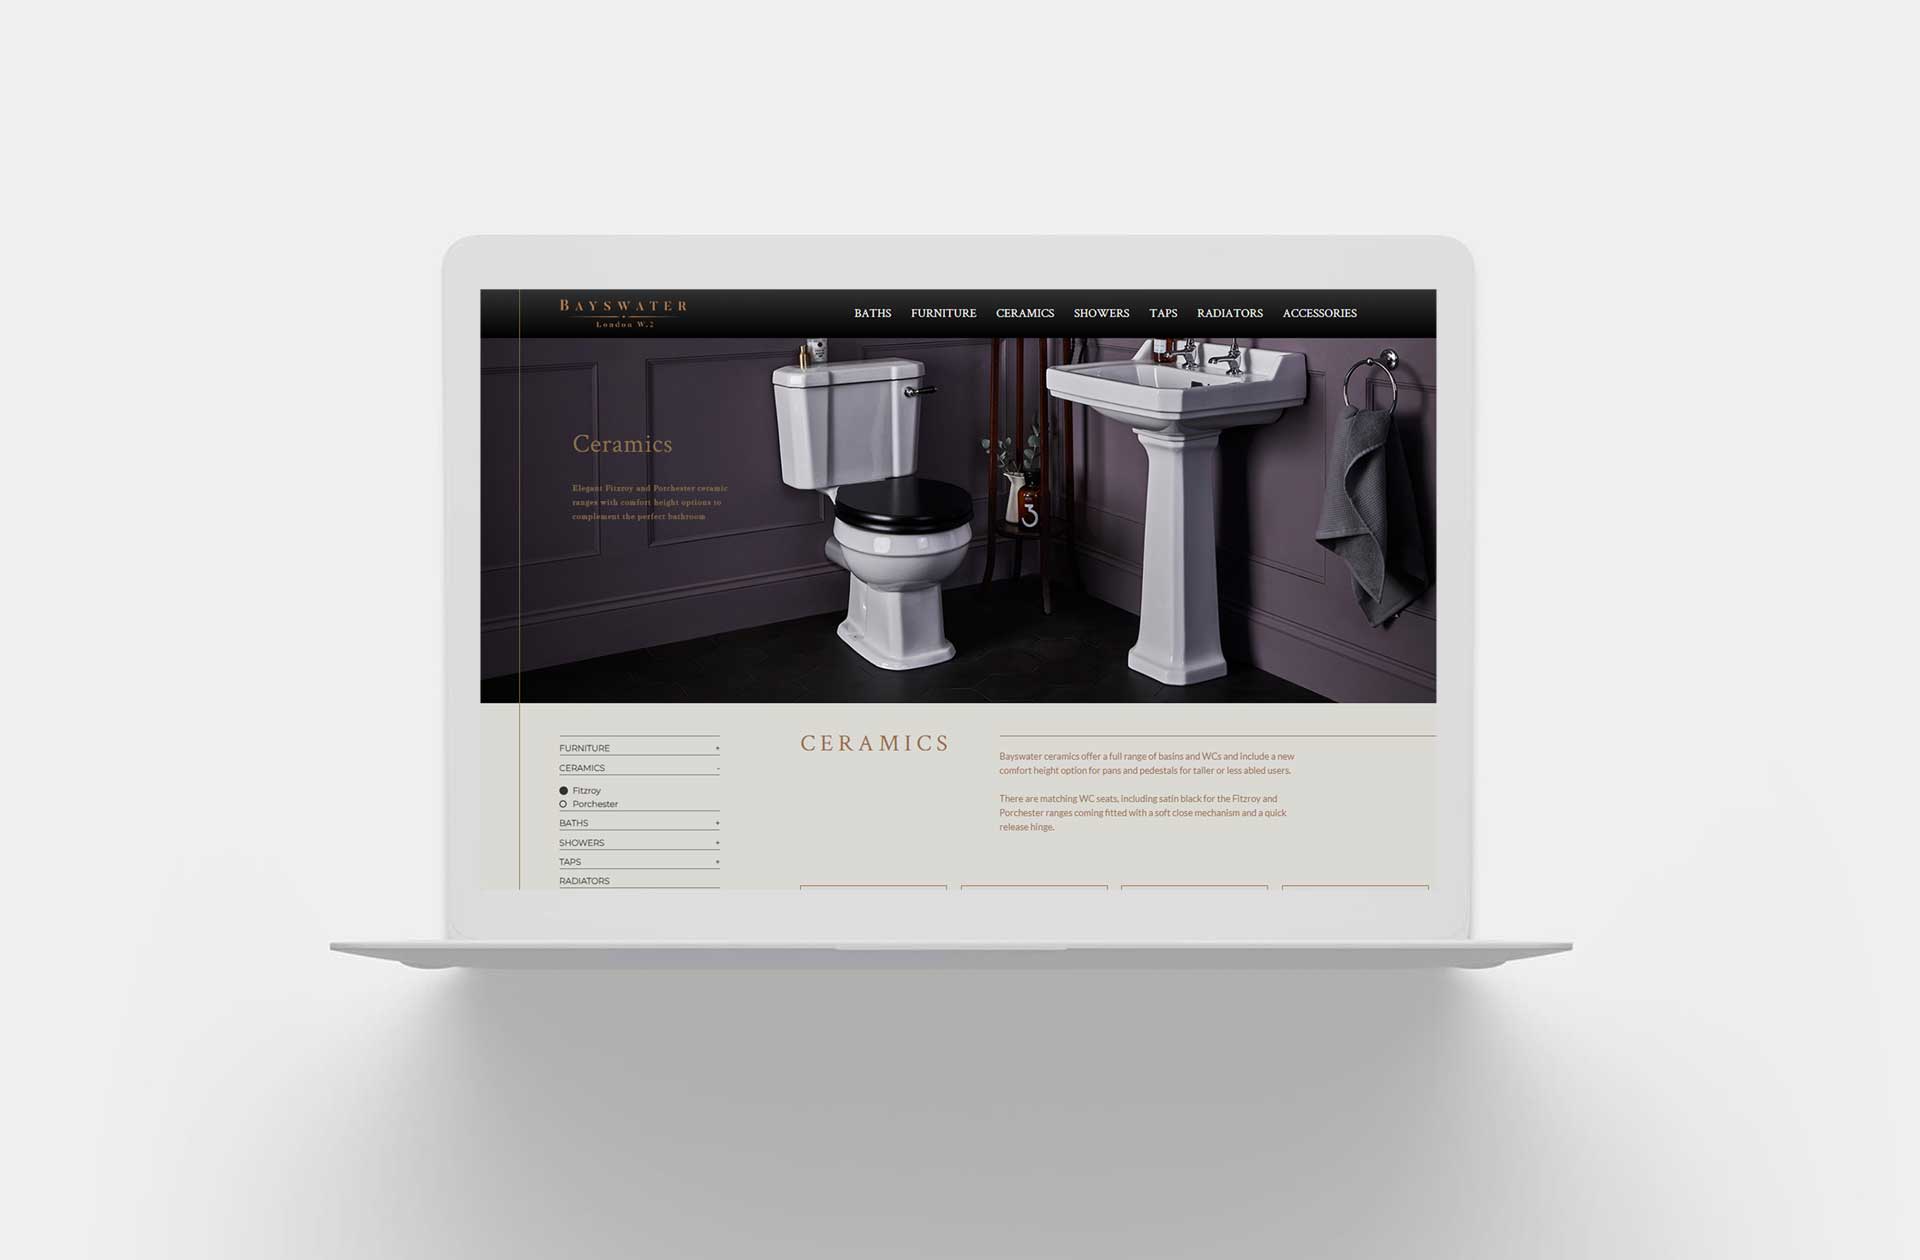 BAYSWATER
London W.2
BATHS FURNITURE CERAMICS SHOWERS TAPS RADIATORS ACCESSORIES
Ceramics
Elegant Fitzroy and Porchester ceramic
ranges with comfort height options to
complement the perfect bathroom
3
FURNITURE +
CERAMICS -
Fitzroy
Porchester
BATHS +
SHOWERS +
TAPS +
RADIATORS
CERAMICS
Bayswater ceramics offer a full range of basins and WCs and include a new
comfort height option for pans and pedestals for taller or less abled users.
There are matching WC seats, including satin black for the Fitzroy and
Porchester ranges coming fitted with a soft close mechanism and a quick
release hinge.